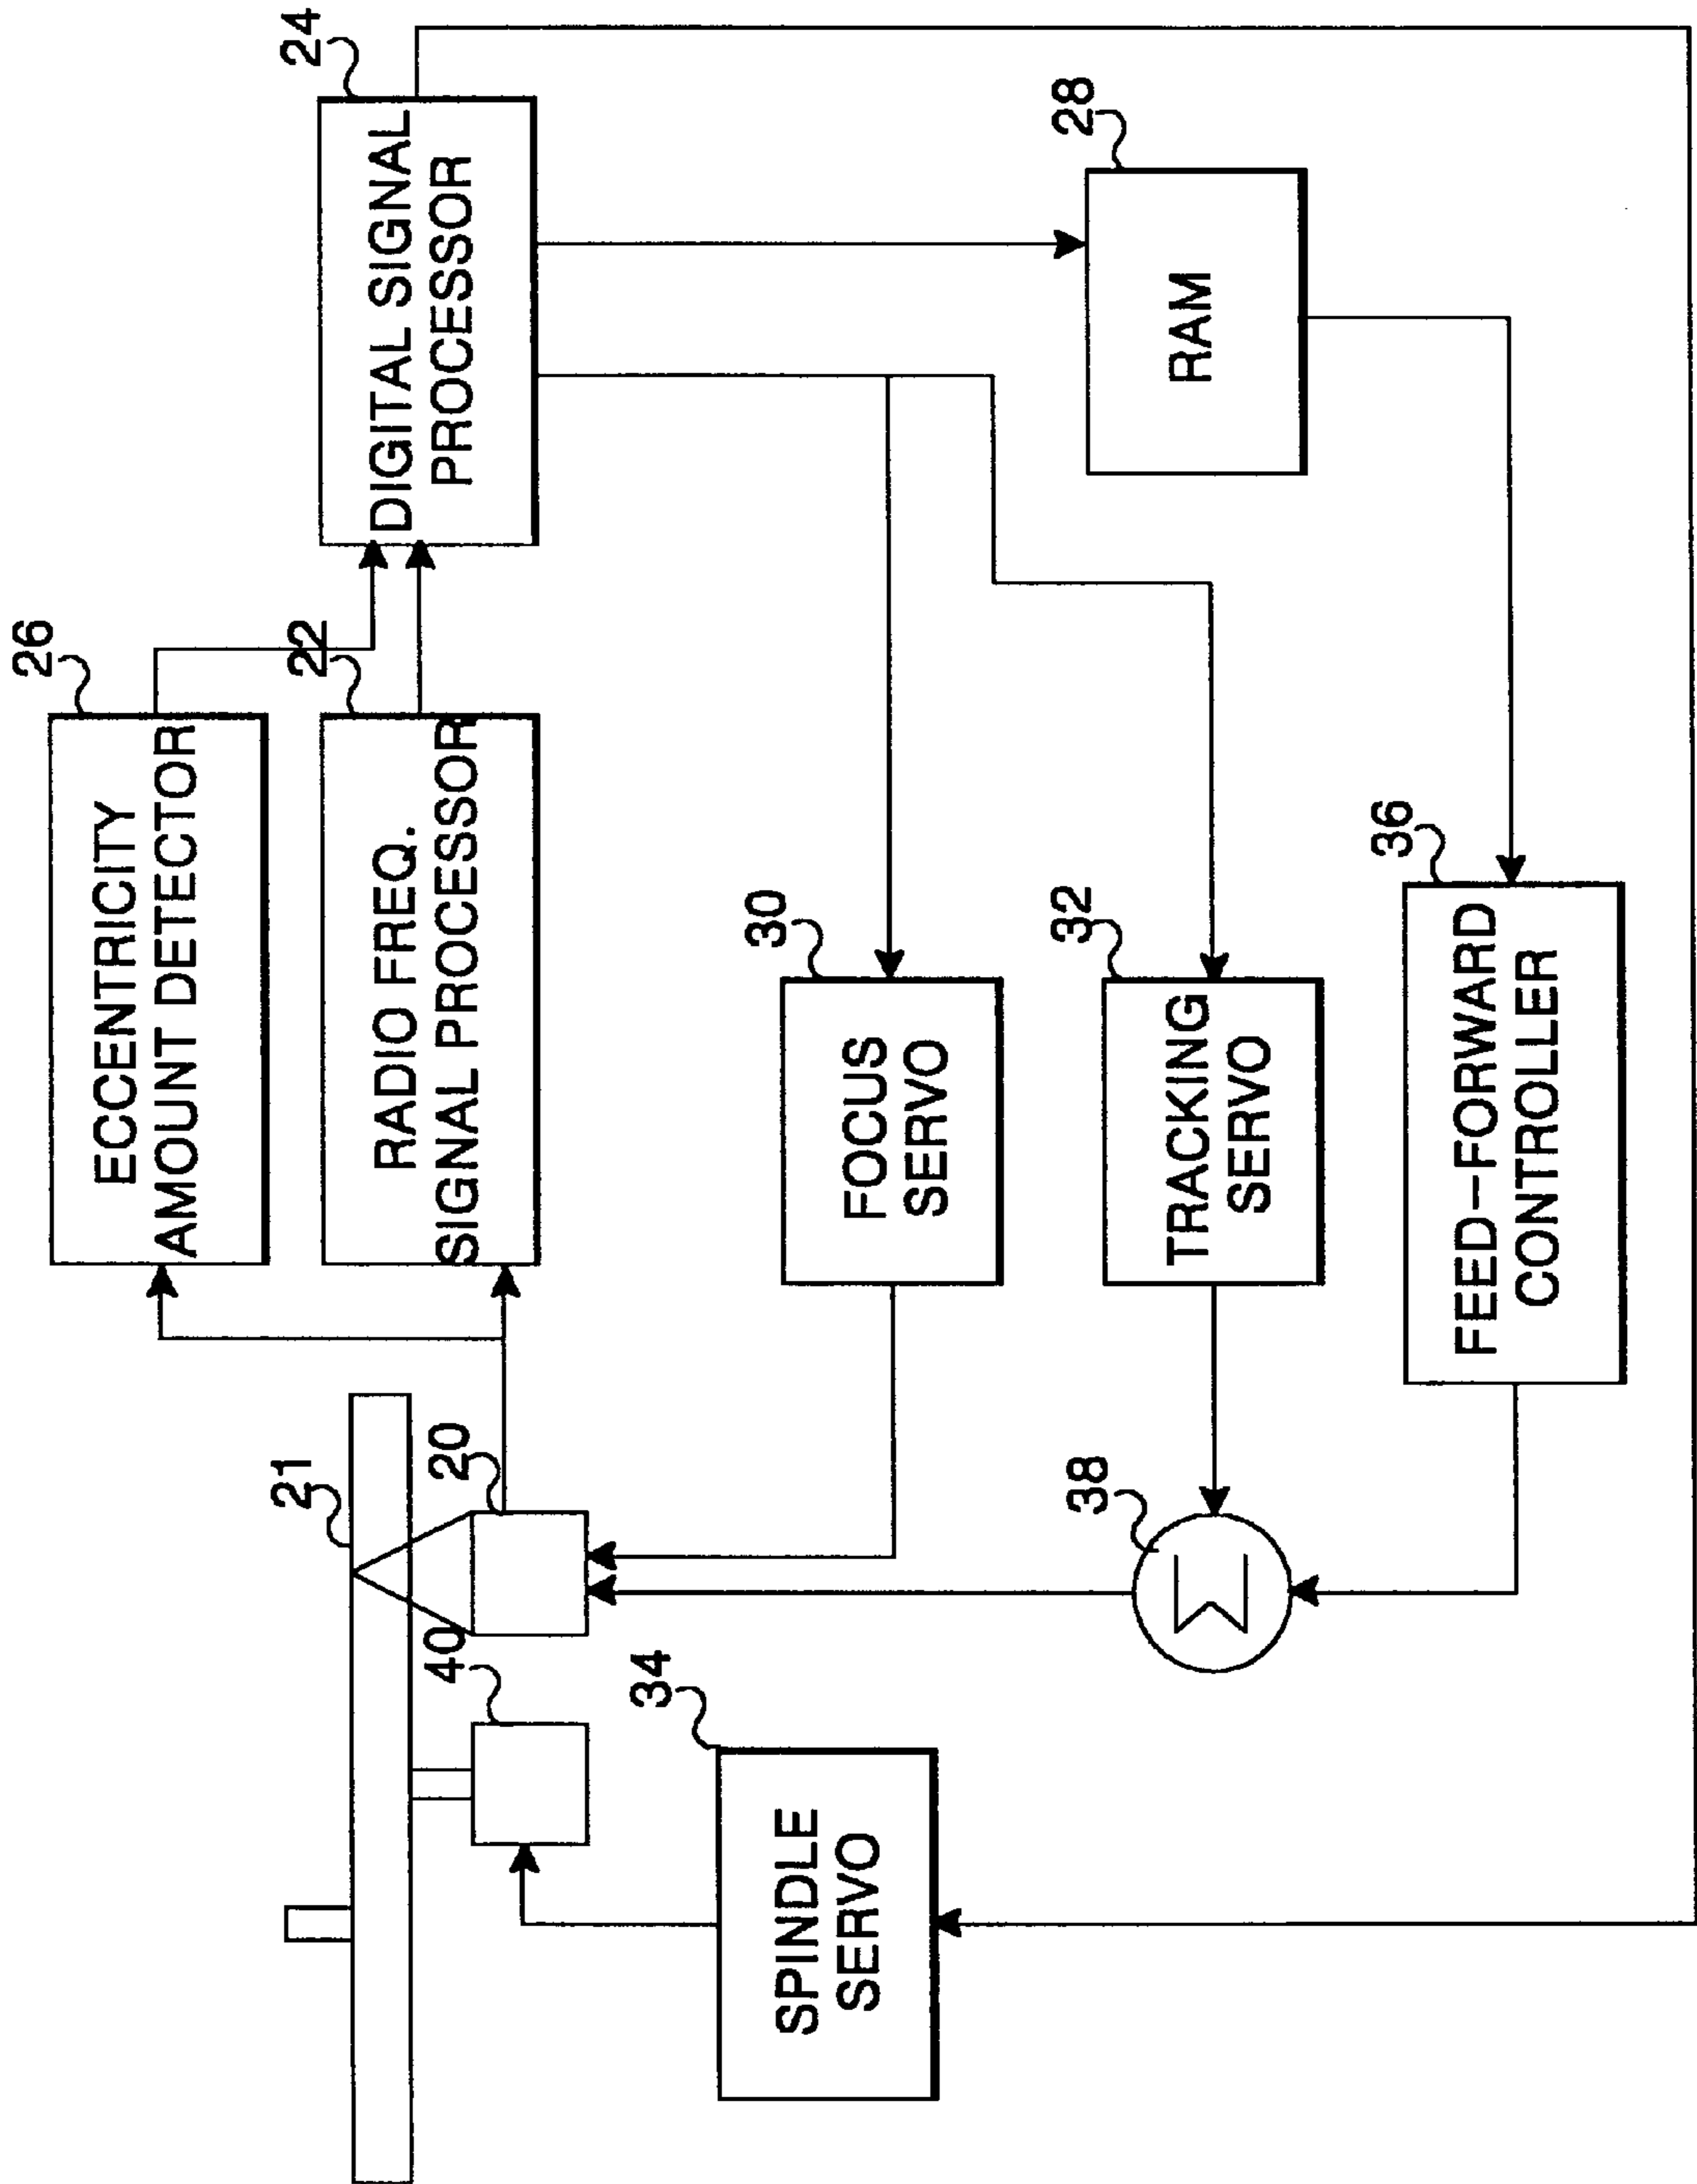 26
ECCENTRICITY
AMOUNT DETECTOR
24
22
RADIO FREQ.
SIGNAL PROCESSOR
DIGITAL SIGNAL
PROCESSOR
21
20
40
34
SPINDLE
SERVO
30
FOCUS
SERVO
28
RAM
38
Σ
32
TRACKING
SERVO
36
FEED-FORWARD
CONTROLLER